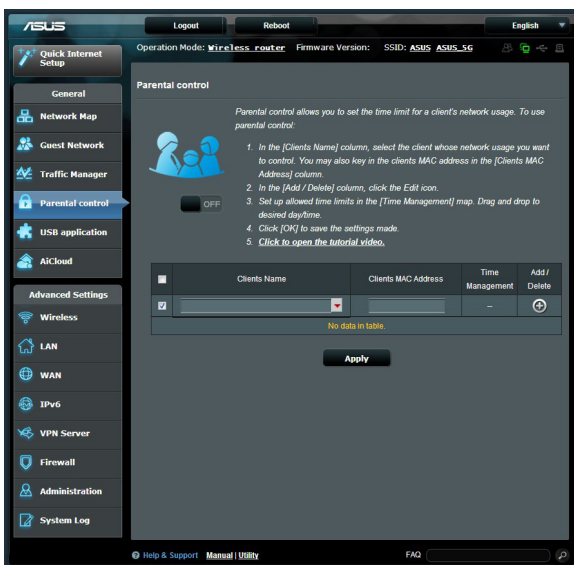 ASUS
Logout
Reboot
English
Quick Internet
Setup
Operation Mode: Wireless router Firmware Version: SSID: ASUS ASUS_5G
General
Network Map
Guest Network
Traffic Manager
Parental control
USB application
AiCloud
Advanced Settings
Wireless
LAN
WAN
IPv6
VPN Server
Firewall
Administration
System Log
Parental control
Parental control allows you to set the time limit for a client's network usage. To use
parental control:
1. In the [Clients Name] column, select the client whose network usage you want
to control. You may also key in the clients MAC address in the [Clients MAC
Address] column.
2. In the [Add / Delete] column, click the Edit icon.
3. Set up allowed time limits in the [Time Management] map. Drag and drop to
desired day/time.
4. Click [OK] to save the settings made.
5. Click to open the tutorial video.
OFF
Clients Name
Clients MAC Address
Time
Management
Add /
Delete
–
No data in table.
Apply
Help & Support Manual | Utility
FAQ